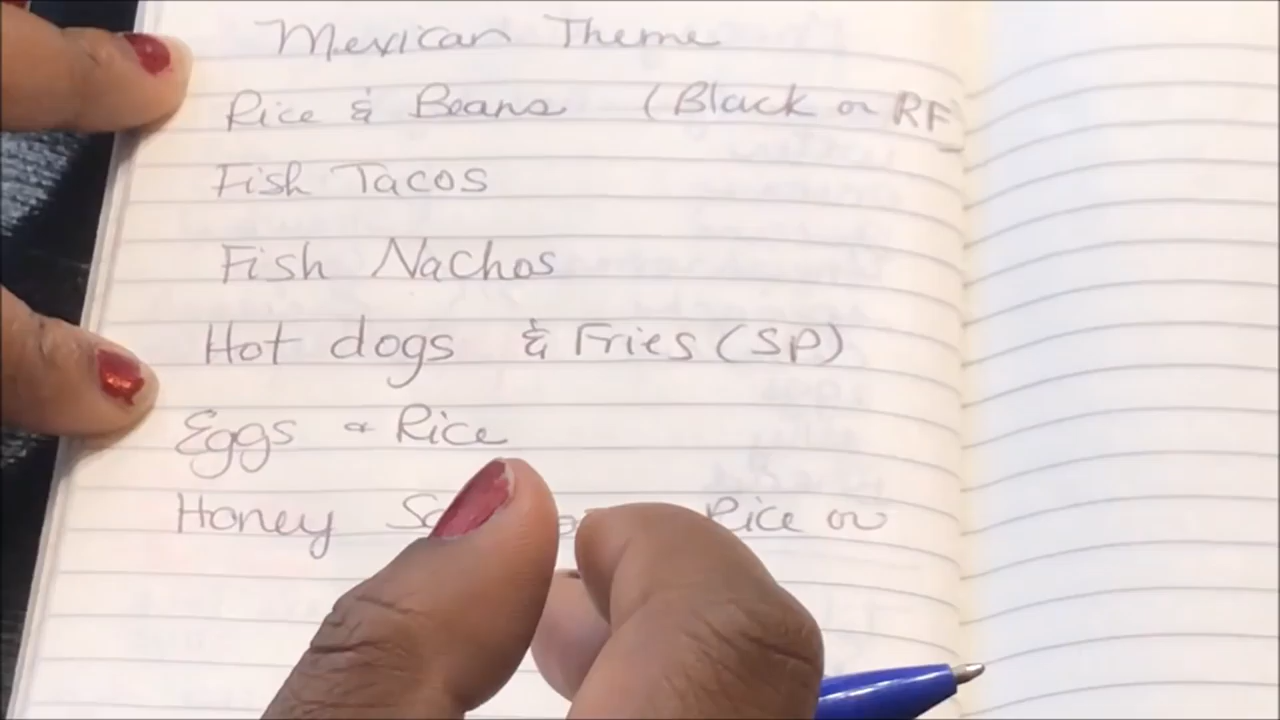 Mexican Theme
Rice & Beans (Black or RF)
Fish Tacos
Fish Nachos
Hot dogs & Fries (SP)
Eggs & Rice
Honey Rice or